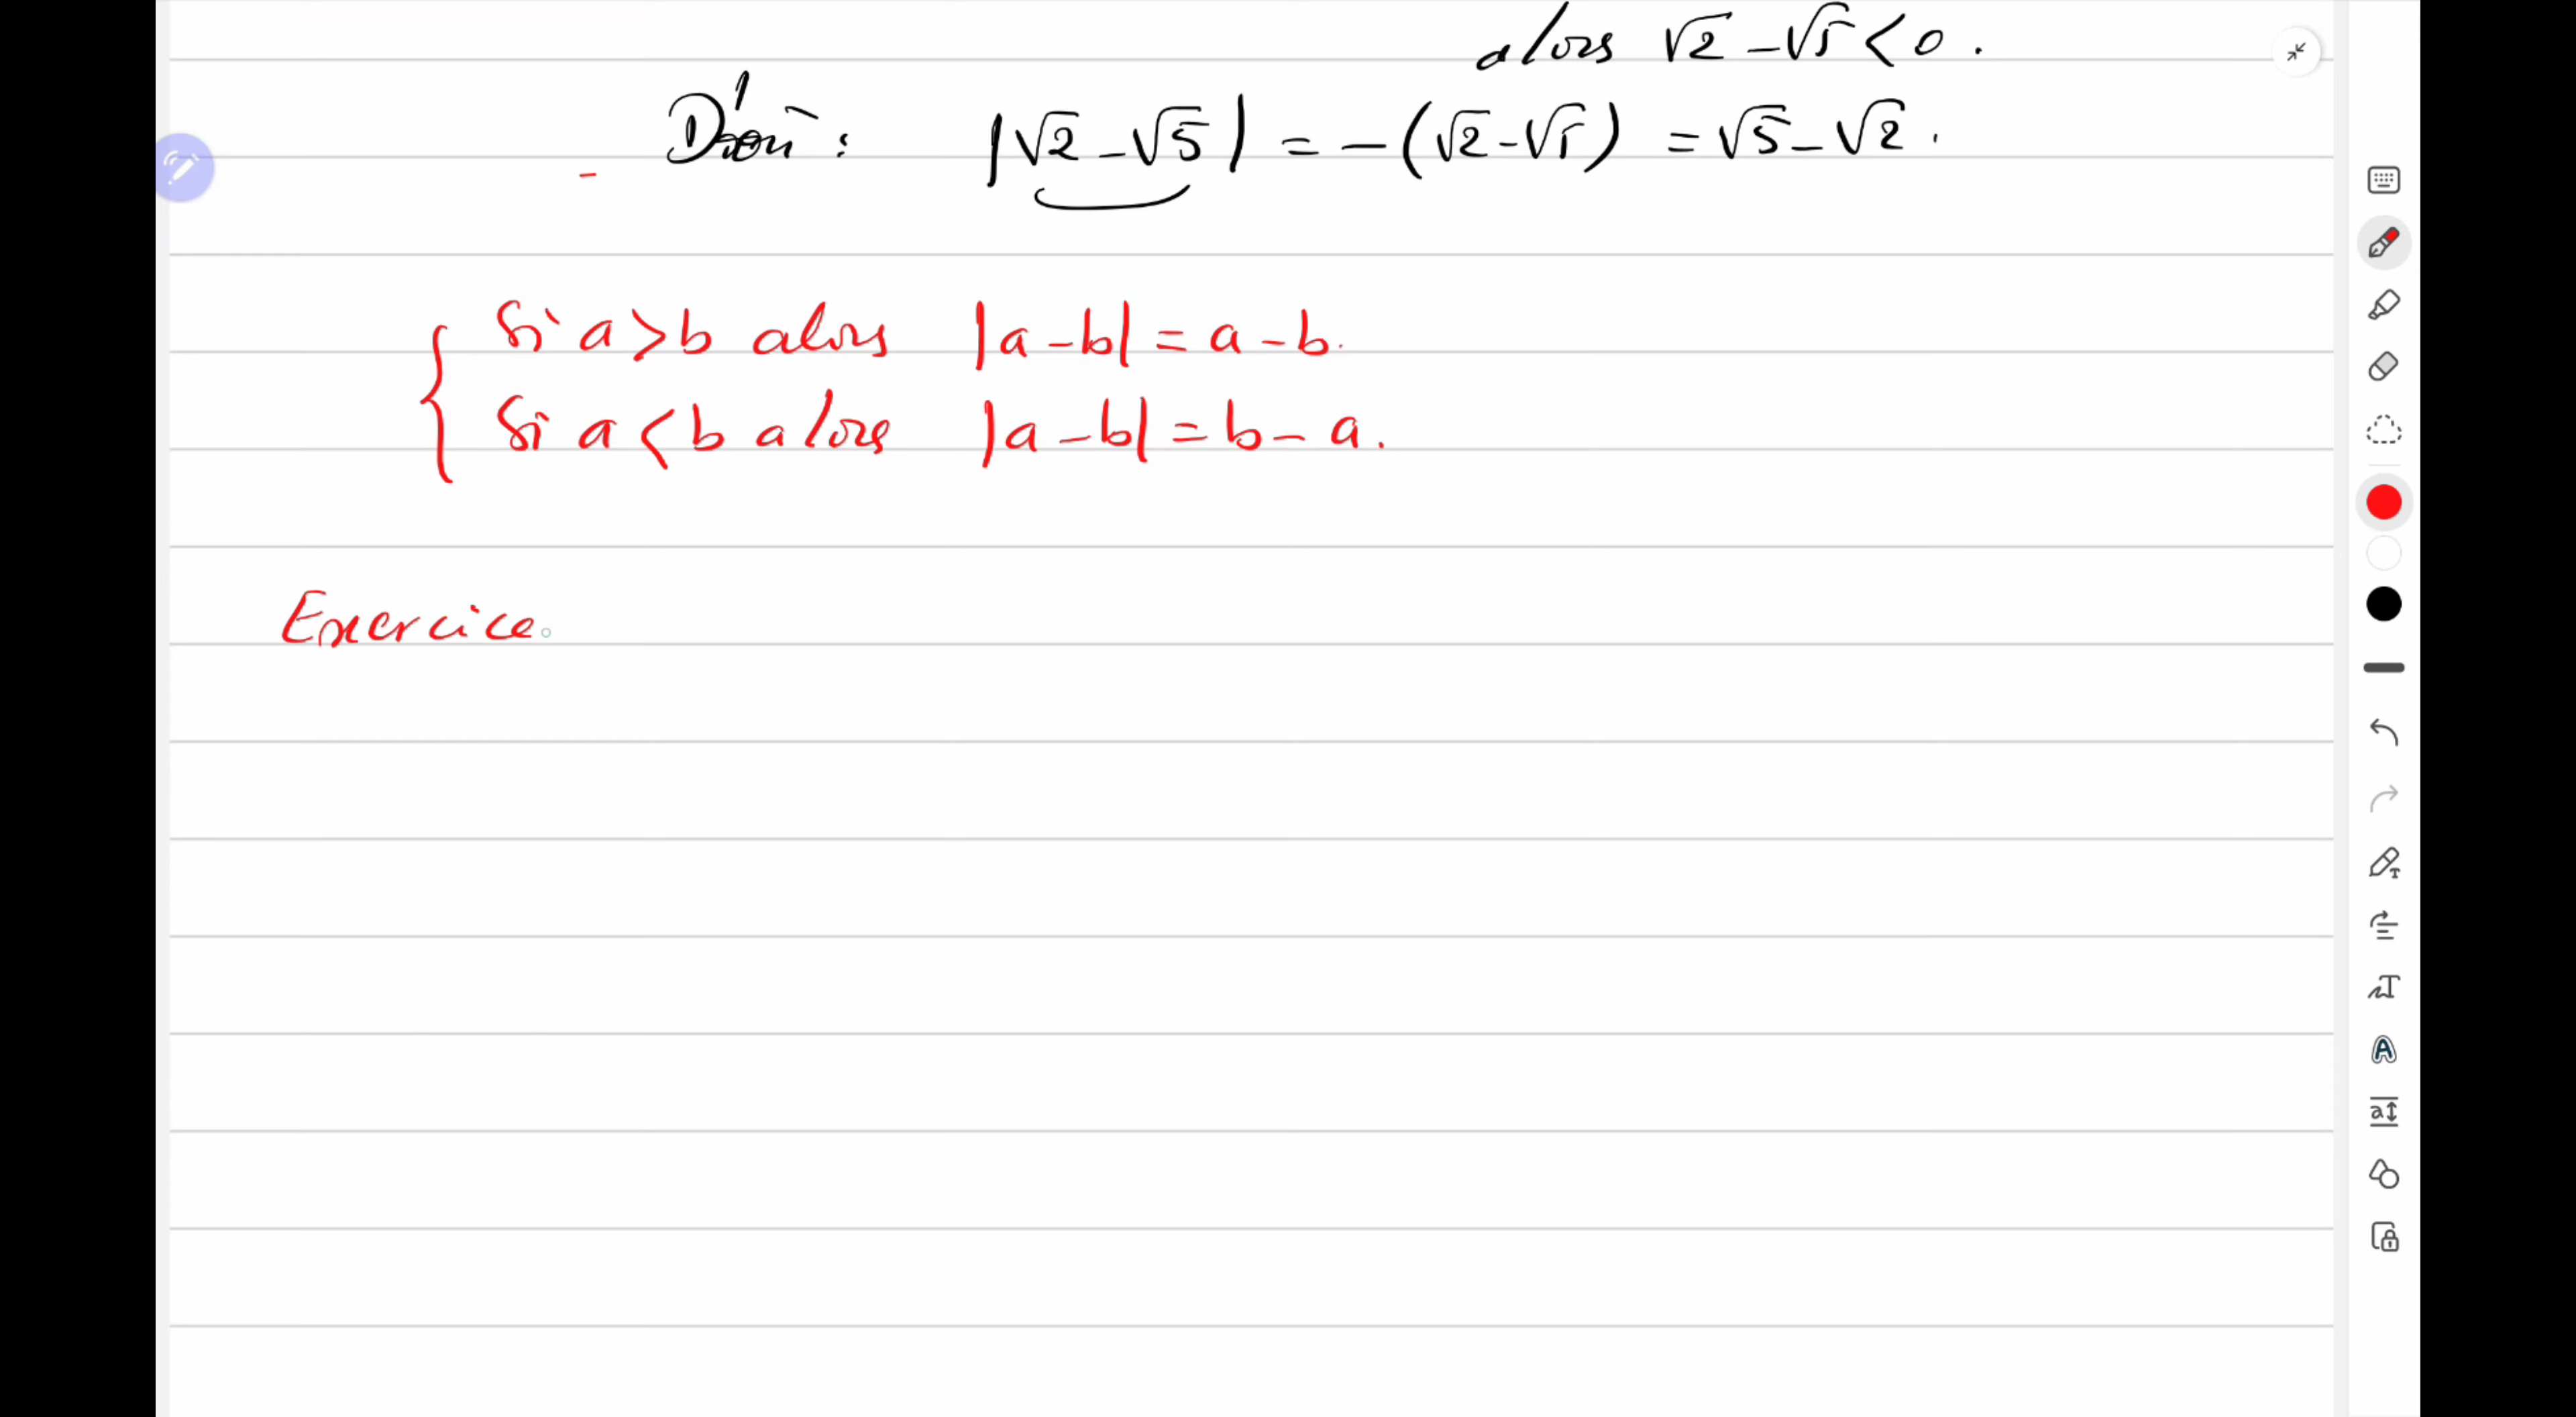 alors √2 - √5 < 0.
D'où : |√2 - √5| = -(√2 - √5) = √5 - √2.
Si a > b alors |a - b| = a - b.
Si a < b alors |a - b| = b - a.
Exercice